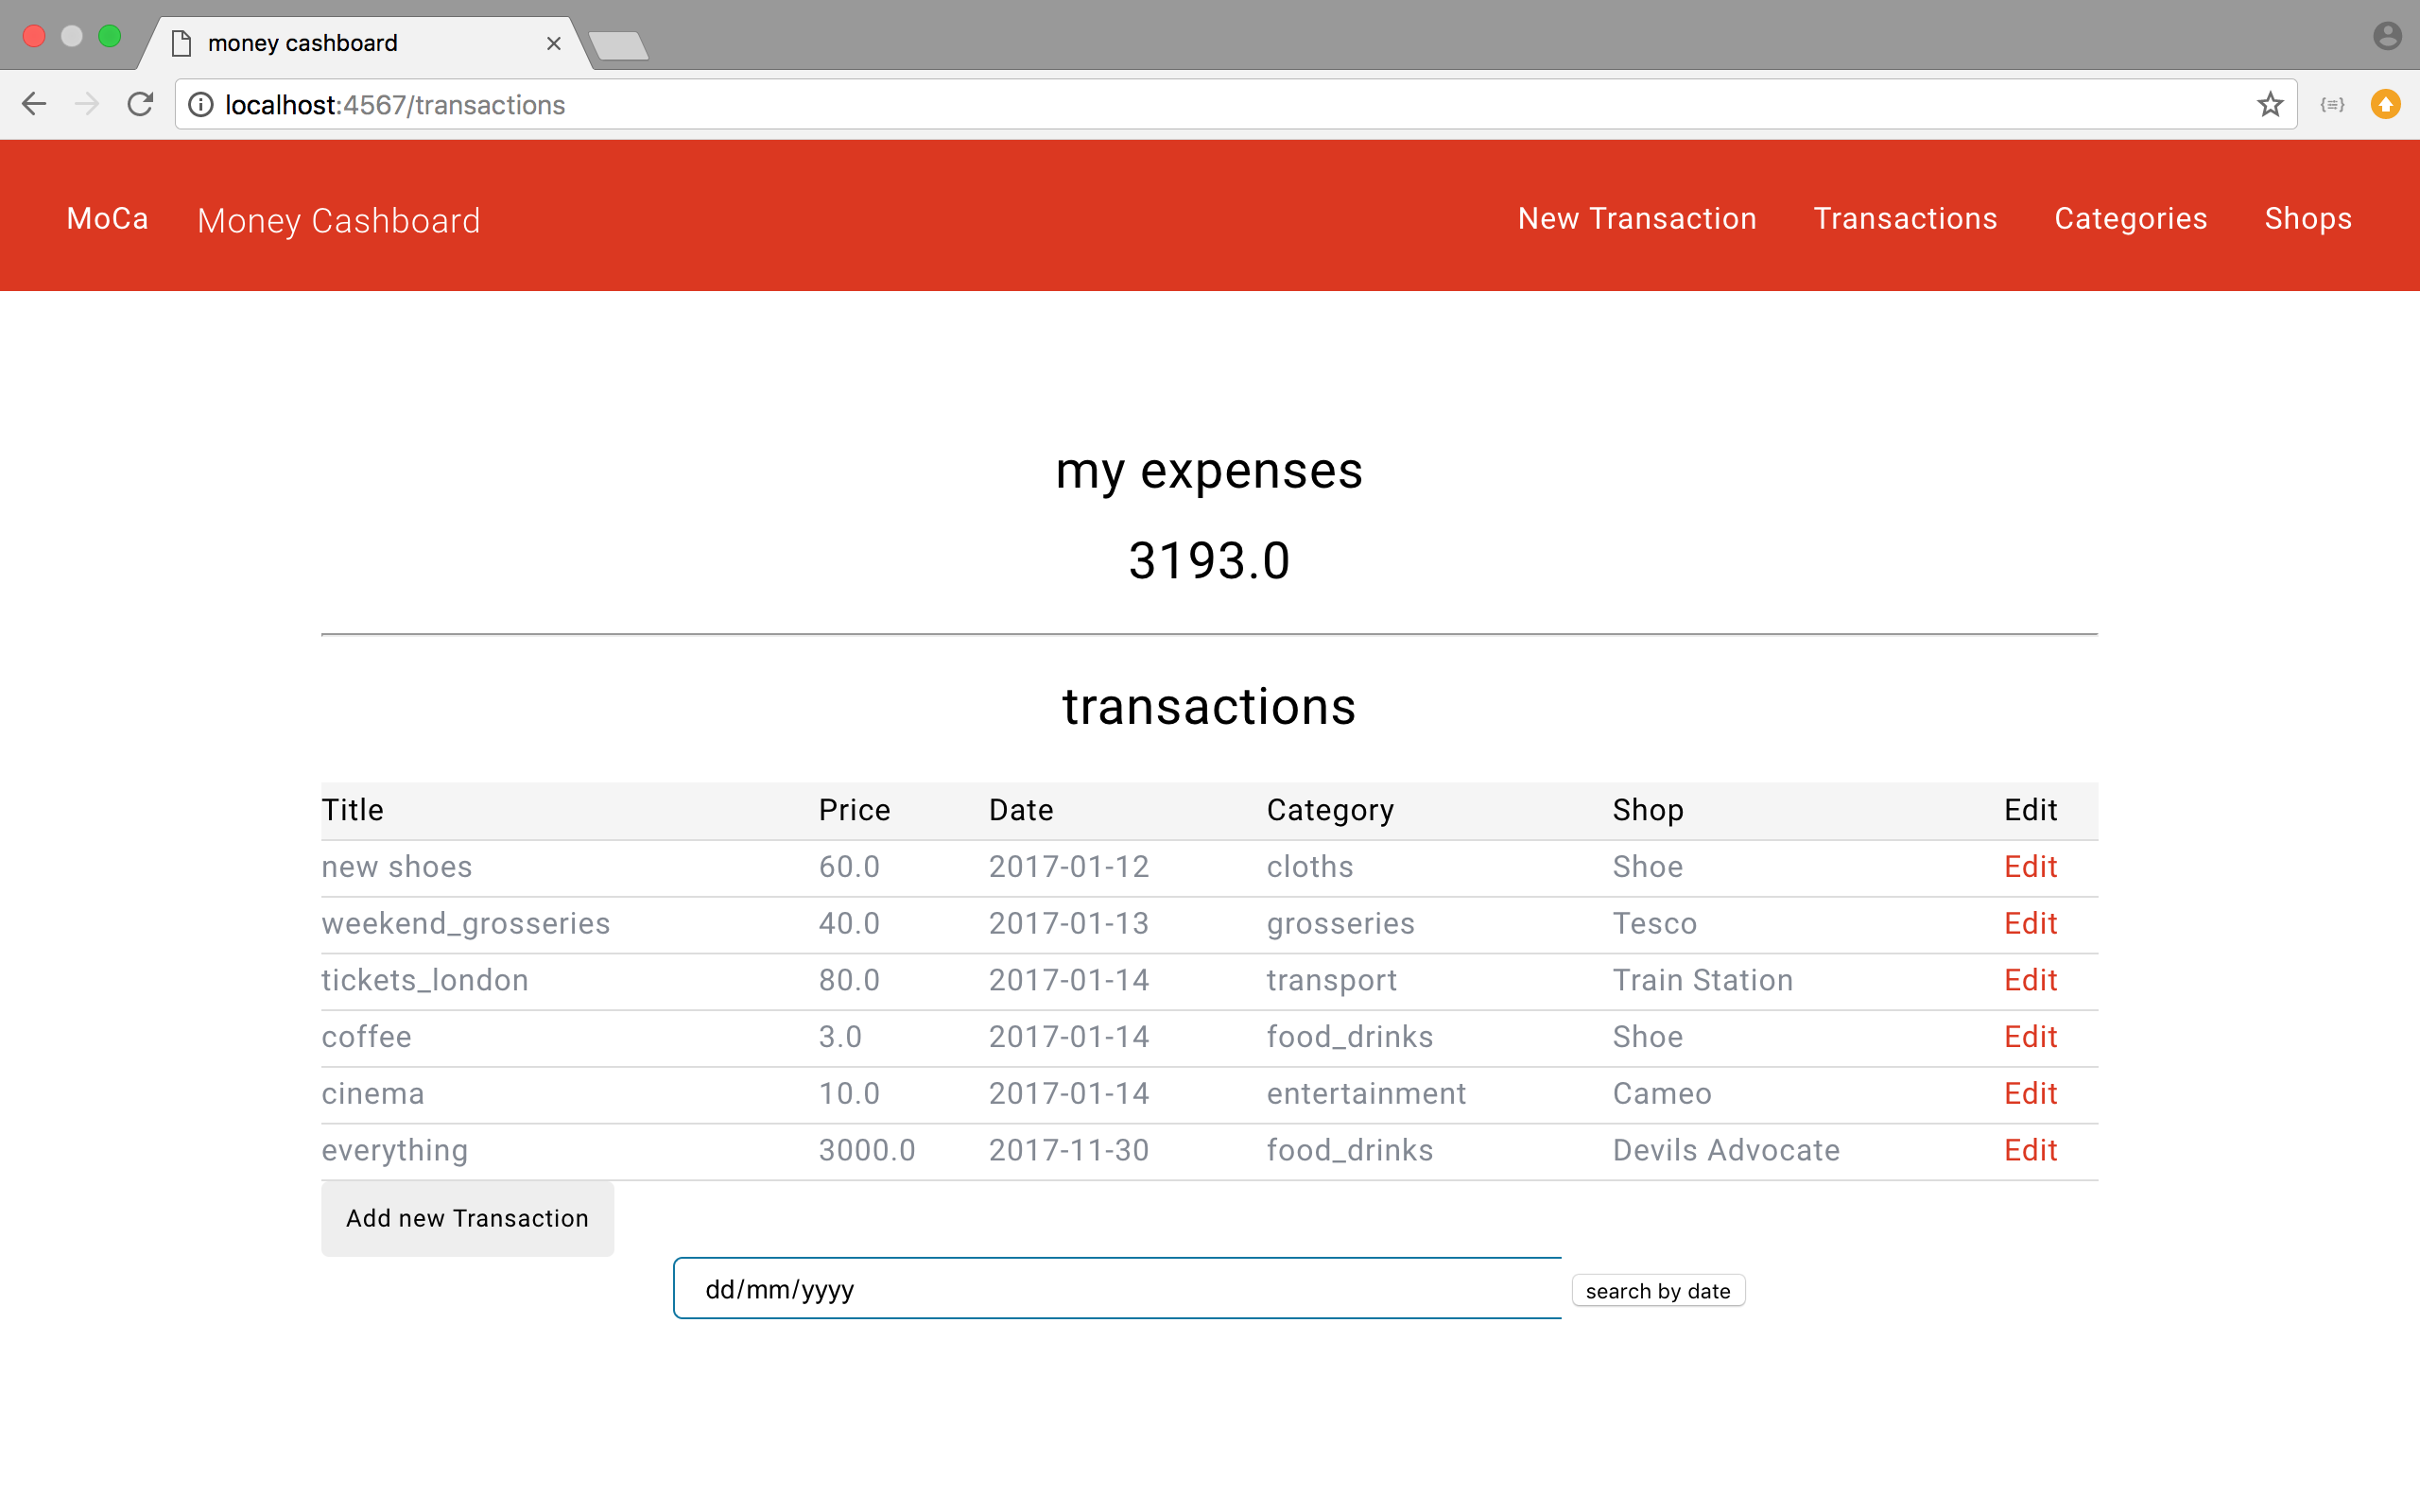 money cashboard
localhost:4567/transactions
MoCa Money Cashboard New Transaction Transactions Categories Shops
my expenses
3193.0
transactions
Title Price Date Category Shop Edit
new shoes 60.0 2017-01-12 cloths Shoe Edit
weekend_grosseries 40.0 2017-01-13 grosseries Tesco Edit
tickets_london 80.0 2017-01-14 transport Train Station Edit
coffee 3.0 2017-01-14 food_drinks Shoe Edit
cinema 10.0 2017-01-14 entertainment Cameo Edit
everything 3000.0 2017-11-30 food_drinks Devils Advocate Edit
Add new Transaction
dd/mm/yyyy search by date